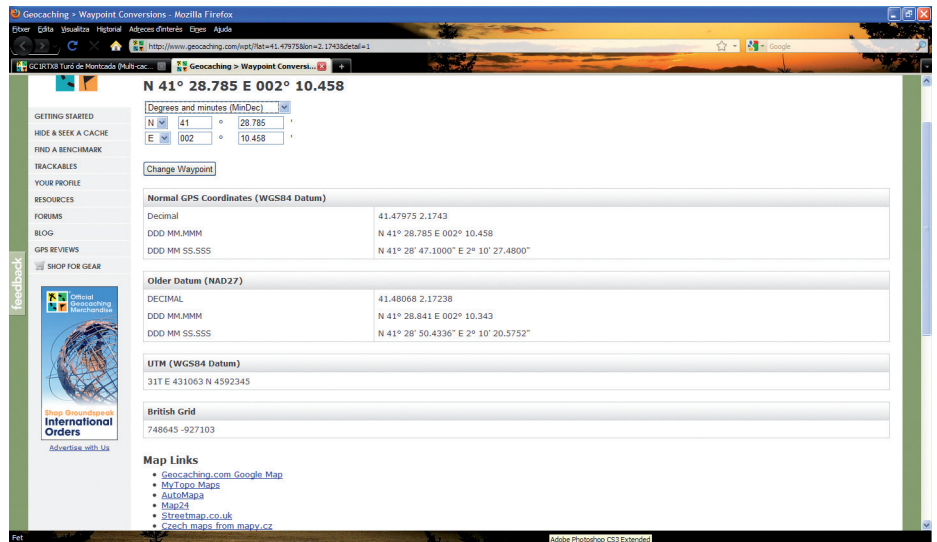 Geocaching > Waypoint Conversions - Mozilla Firefox
Fitxer Edita Visualitza Historial Adreces d'interès Eines Ajuda
http://www.geocaching.com/wpt/?lat=41.47975&lon=2.1743&detail=1
Google
GC1RTX8 Turó de Montcada (Multi-cac...
Geocaching > Waypoint Conversi...
N 41° 28.785 E 002° 10.458
Degrees and minutes (MinDec)
N 41 ° 28.785 '
E 002 ° 10.458 '
Change Waypoint
GETTING STARTED
HIDE & SEEK A CACHE
FIND A BENCHMARK
TRACKABLES
YOUR PROFILE
RESOURCES
FORUMS
BLOG
GPS REVIEWS
SHOP FOR GEAR
feedback
Official
Geocaching
Merchandise
Shop Groundspeak
International
Orders
Advertise with Us
Normal GPS Coordinates (WGS84 Datum)
Decimal 41.47975 2.1743
DDD MM.MMM N 41° 28.785 E 002° 10.458
DDD MM SS.SSS N 41° 28' 47.1000" E 2° 10' 27.4800"
Older Datum (NAD27)
DECIMAL 41.48068 2.17238
DDD MM.MMM N 41° 28.841 E 002° 10.343
DDD MM SS.SSS N 41° 28' 50.4336" E 2° 10' 20.5752"
UTM (WGS84 Datum)
31T E 431063 N 4592345
British Grid
748645 -927103
Map Links
• Geocaching.com Google Map
• MyTopo Maps
• AutoMapa
• Map24
• Streetmap.co.uk
• Czech maps from mapy.cz
Fet
Adobe Photoshop CS3 Extended